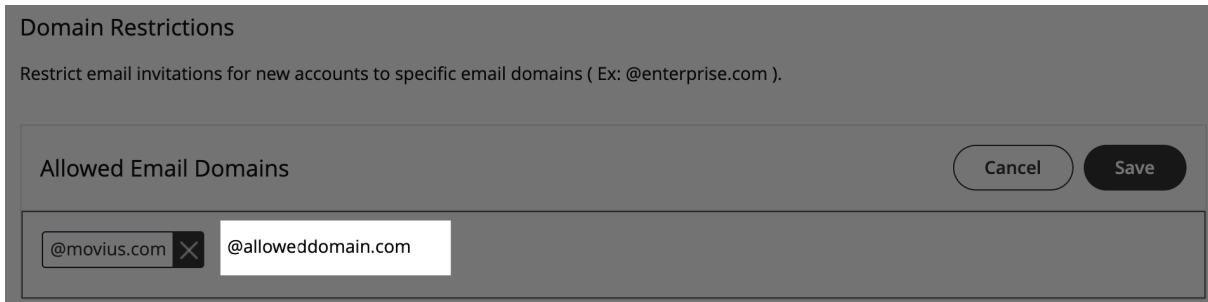 Domain Restrictions
Restrict email invitations for new accounts to specific email domains ( Ex: @enterprise.com ).
Allowed Email Domains Cancel Save
@movius.com @alloweddomain.com